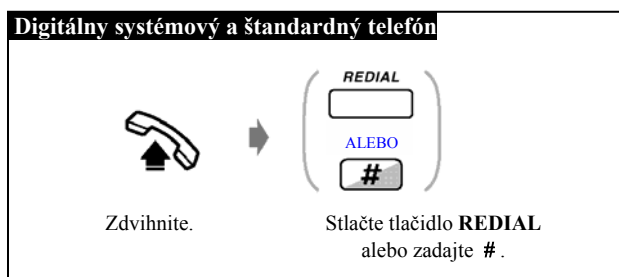 Digitálny systémový a štandardný telefón
REDIAL
ALEBO
#
Zdvihnite.
Stlačte tlačidlo REDIAL
alebo zadajte # .